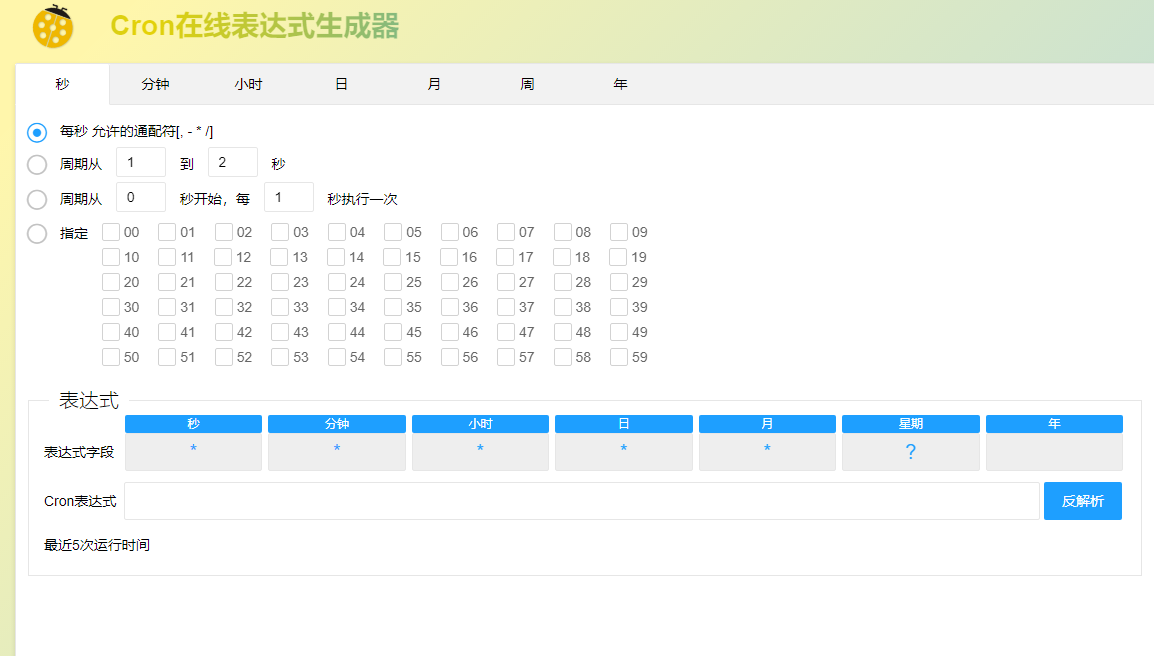 Cron在线表达式生成器
秒 分钟 小时 日 月 周 年
每秒 允许的通配符[, - * /]
周期从 1 到 2 秒
周期从 0 秒开始，每 1 秒执行一次
指定 00 01 02 03 04 05 06 07 08 09
10 11 12 13 14 15 16 17 18 19
20 21 22 23 24 25 26 27 28 29
30 31 32 33 34 35 36 37 38 39
40 41 42 43 44 45 46 47 48 49
50 51 52 53 54 55 56 57 58 59
表达式
秒 分钟 小时 日 月 星期 年
表达式字段 * * * * * ?
Cron表达式 反解析
最近5次运行时间